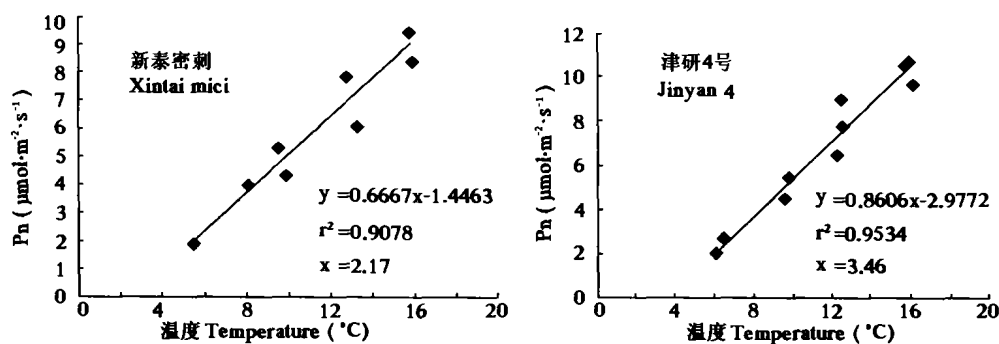 10
9
8
7
6
5
4
3
2
1
0
Pn ( μmol·m⁻²·s⁻¹)
新泰密刺
Xintai mici
y =0.6667x-1.4463
r² =0.9078
x =2.17
0 4 8 12 16 20
温度 Temperature ( °C)
12
10
8
6
4
2
0
Pn ( μmol·m⁻²·s⁻¹)
津研4号
Jinyan 4
y =0.8606x-2.9772
r² =0.9534
x =3.46
0 4 8 12 16 20
温度 Temperature ( °C)